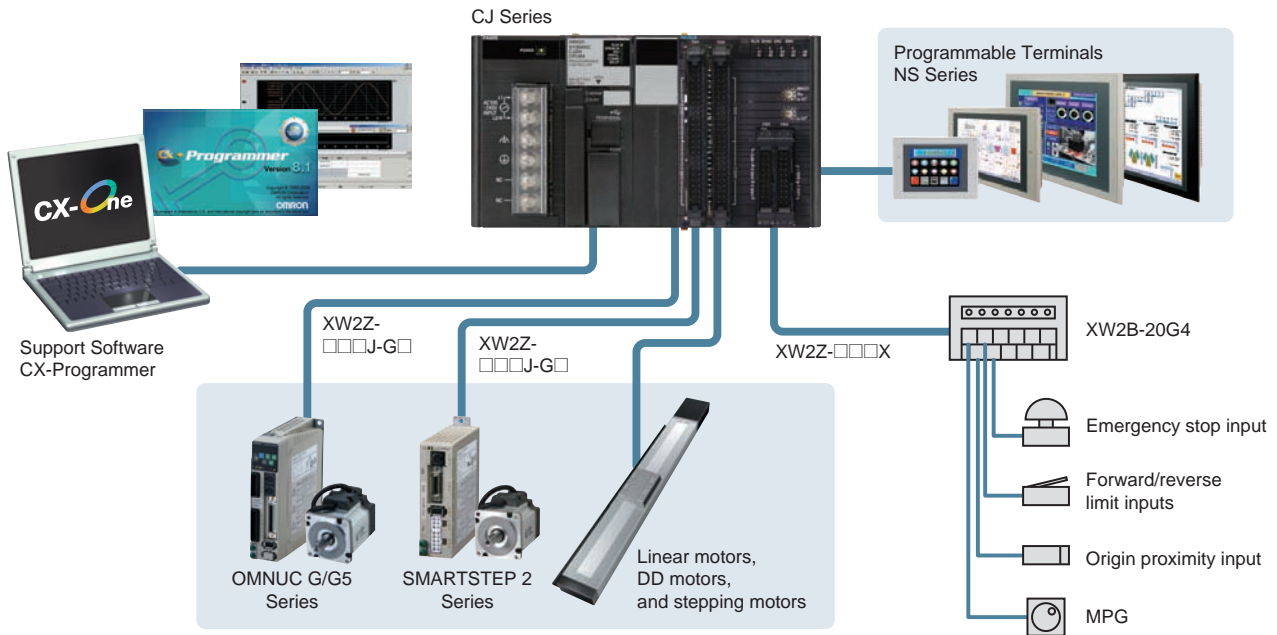 CJ Series
Programmable Terminals
NS Series
CX-Programmer
Version 8.1
OMRON
CX-One
POWER
Support Software
CX-Programmer
XW2Z-
□□□J-G□
XW2Z-
□□□J-G□
XW2Z-□□□X
XW2B-20G4
Emergency stop input
Forward/reverse
limit inputs
Origin proximity input
MPG
OMNUC G/G5
Series
SMARTSTEP 2
Series
Linear motors,
DD motors,
and stepping motors